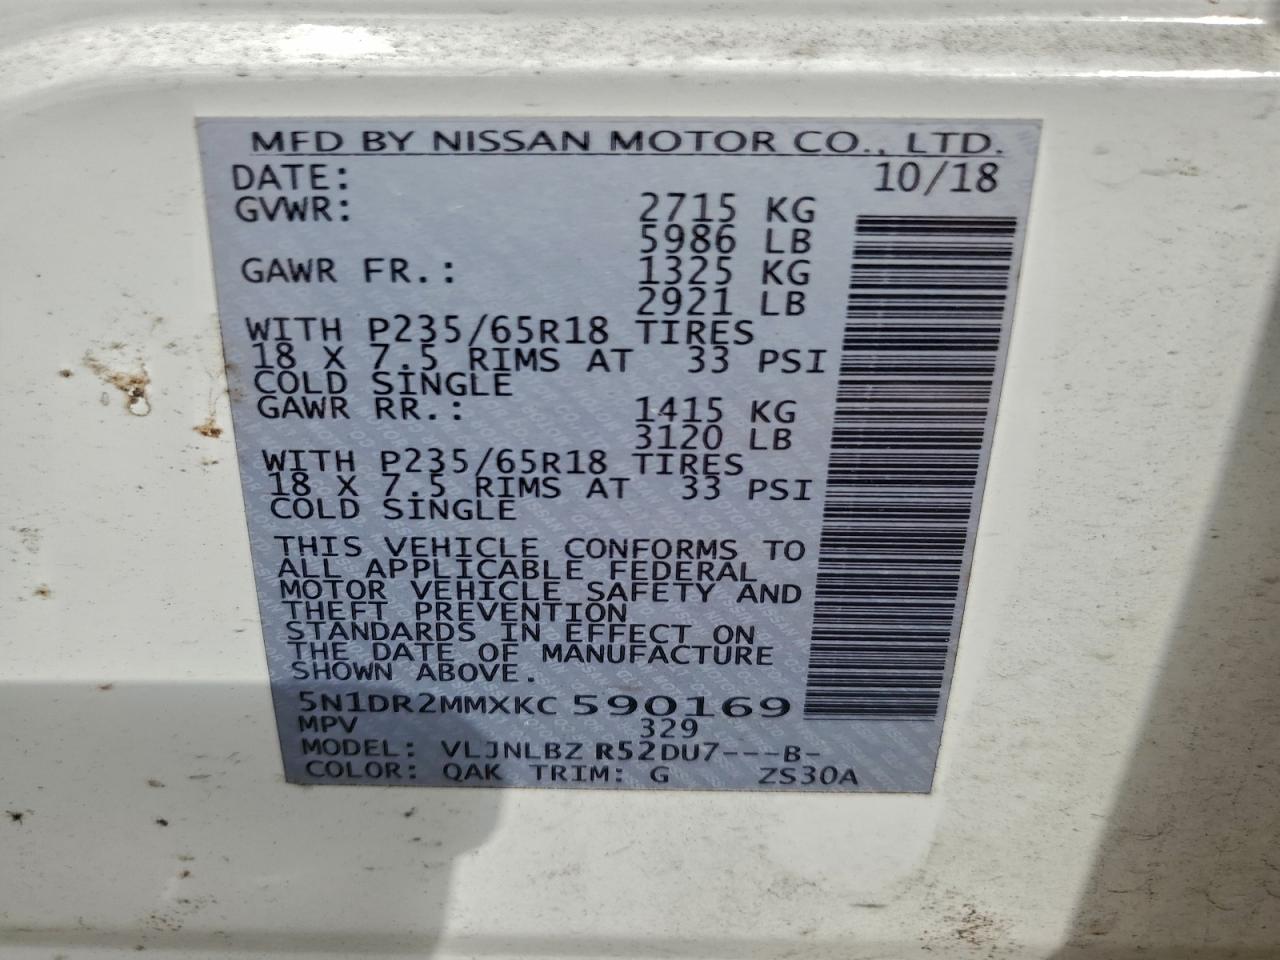 MFD BY NISSAN MOTOR CO., LTD.
DATE: 10/18
GVWR: 2715 KG
5986 LB
GAWR FR.: 1325 KG
2921 LB
WITH P235/65R18 TIRES
18 X 7.5 RIMS AT 33 PSI
COLD SINGLE
GAWR RR.: 1415 KG
3120 LB
WITH P235/65R18 TIRES
18 X 7.5 RIMS AT 33 PSI
COLD SINGLE
THIS VEHICLE CONFORMS TO
ALL APPLICABLE FEDERAL
MOTOR VEHICLE SAFETY AND
THEFT PREVENTION
STANDARDS IN EFFECT ON
THE DATE OF MANUFACTURE
SHOWN ABOVE.
5N1DR2MMXKC 590169
MPV 329
MODEL: VLJNLBZ R52DU7---B-
COLOR: QAK TRIM: G ZS30A